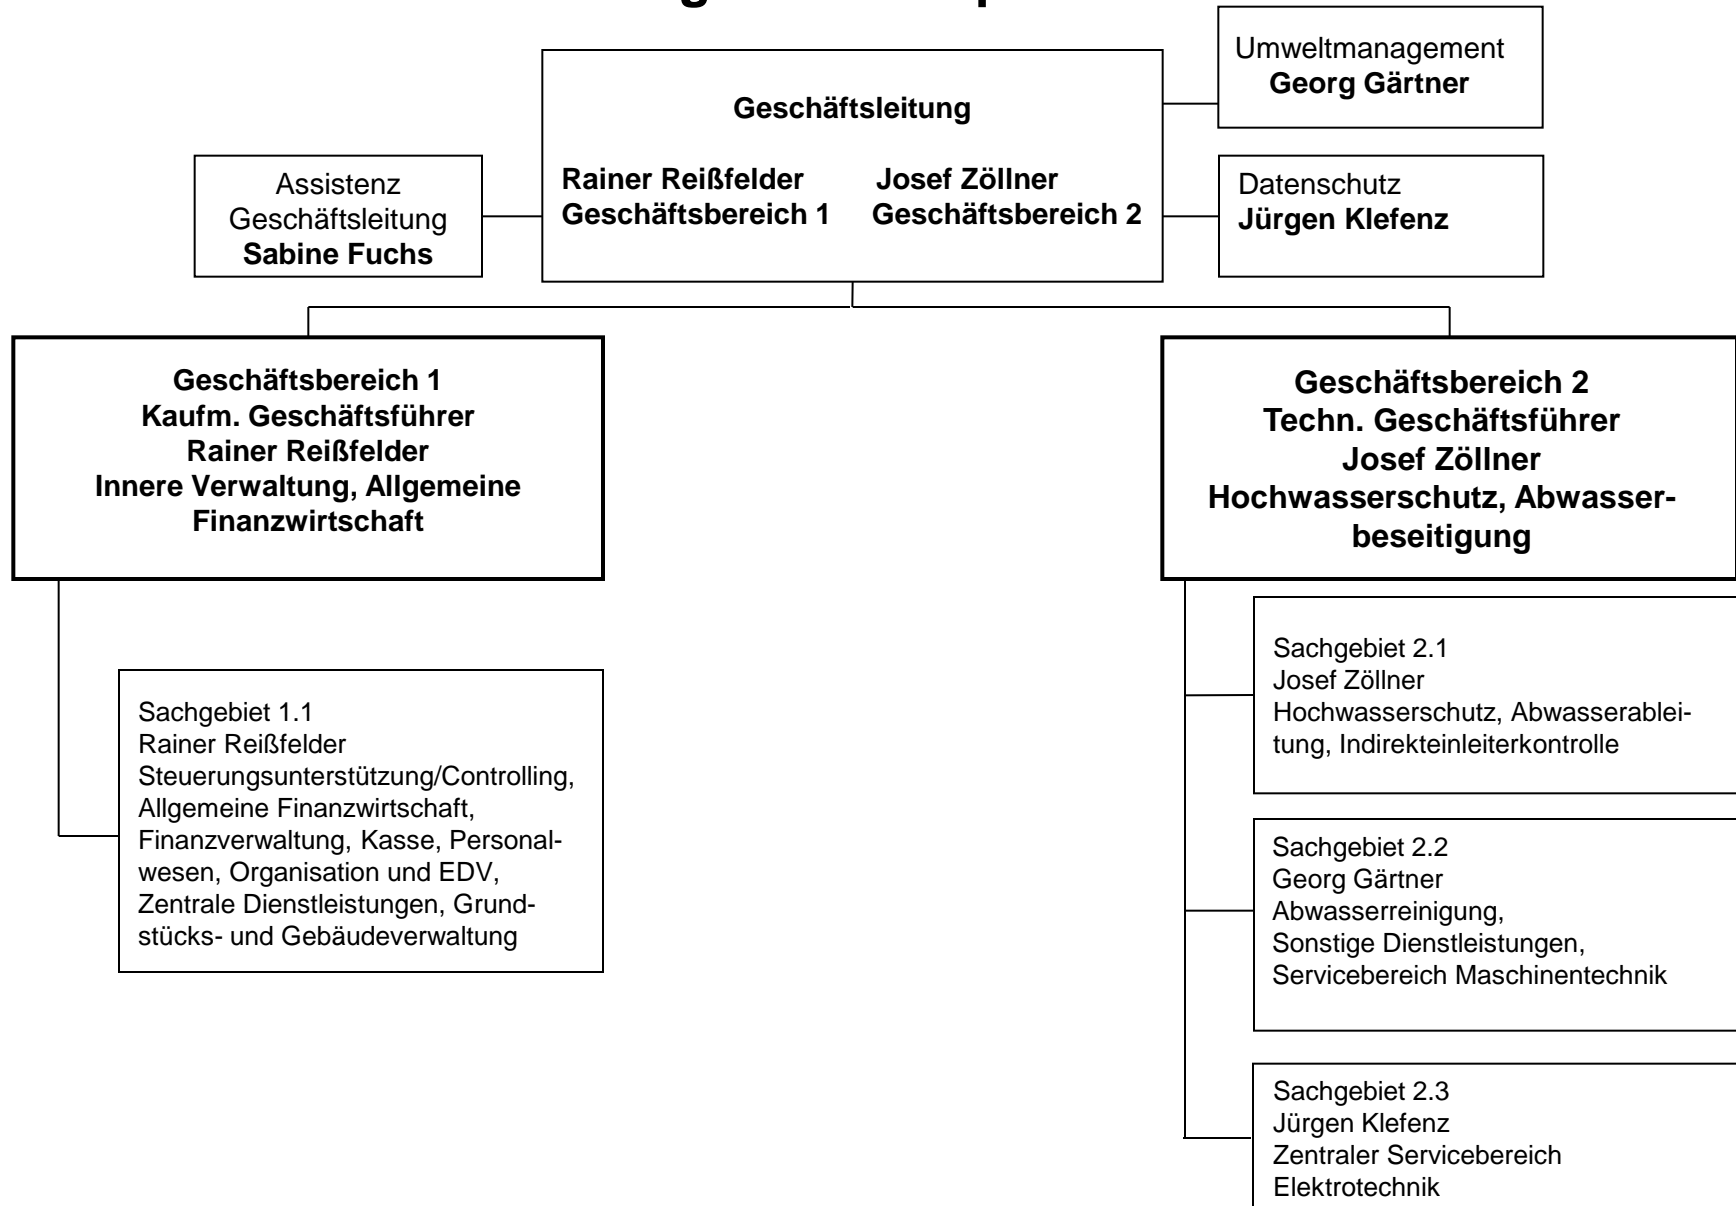 Umweltmanagement
Georg Gärtner
Geschäftsleitung
Rainer Reißfelder Josef Zöllner
Geschäftsbereich 1 Geschäftsbereich 2
Assistenz
Geschäftsleitung
Sabine Fuchs
Datenschutz
Jürgen Klefenz
Geschäftsbereich 1
Kaufm. Geschäftsführer
Rainer Reißfelder
Innere Verwaltung, Allgemeine
Finanzwirtschaft
Geschäftsbereich 2
Techn. Geschäftsführer
Josef Zöllner
Hochwasserschutz, Abwasser-
beseitigung
Sachgebiet 1.1
Rainer Reißfelder
Steuerungsunterstützung/Controlling,
Allgemeine Finanzwirtschaft,
Finanzverwaltung, Kasse, Personal-
wesen, Organisation und EDV,
Zentrale Dienstleistungen, Grund-
stücks- und Gebäudeverwaltung
Sachgebiet 2.1
Josef Zöllner
Hochwasserschutz, Abwasserablei-
tung, Indirekteinleiterkontrolle
Sachgebiet 2.2
Georg Gärtner
Abwasserreinigung,
Sonstige Dienstleistungen,
Servicebereich Maschinentechnik
Sachgebiet 2.3
Jürgen Klefenz
Zentraler Servicebereich
Elektrotechnik